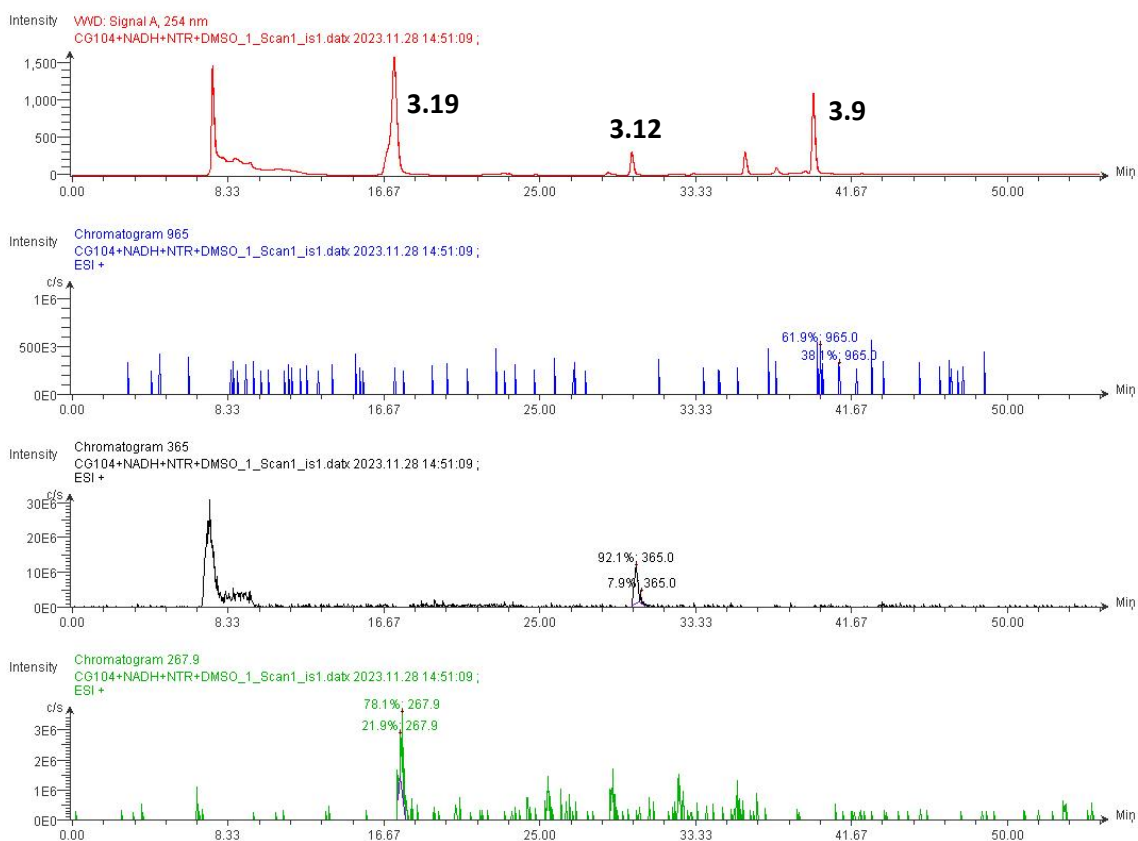 Intensity VWD: Signal A, 254 nm
CG104+NADH+NTR+DMSO_1_Scan1_is1.datx 2023.11.28 14:51:09 ;
1,500
3.19
1,000
3.9
3.12
500
0
0.00 8.33 16.67 25.00 33.33 41.67 50.00 Min
Intensity Chromatogram 965
CG104+NADH+NTR+DMSO_1_Scan1_is1.datx 2023.11.28 14:51:09 ;
ESI +
c/s
1E6
61.9%; 965.0
500E3
38.1%; 965.0
0E0
0.00 8.33 16.67 25.00 33.33 41.67 50.00 Min
Intensity Chromatogram 365
CG104+NADH+NTR+DMSO_1_Scan1_is1.datx 2023.11.28 14:51:09 ;
ESI +
c/s
30E6
20E6
92.1%; 365.0
10E6
7.9%; 365.0
0E0
0.00 8.33 16.67 25.00 33.33 41.67 50.00 Min
Intensity Chromatogram 267.9
CG104+NADH+NTR+DMSO_1_Scan1_is1.datx 2023.11.28 14:51:09 ;
ESI +
c/s
78.1%; 267.9
3E6
21.9%; 267.9
2E6
1E6
0E0
0.00 8.33 16.67 25.00 33.33 41.67 50.00 Min